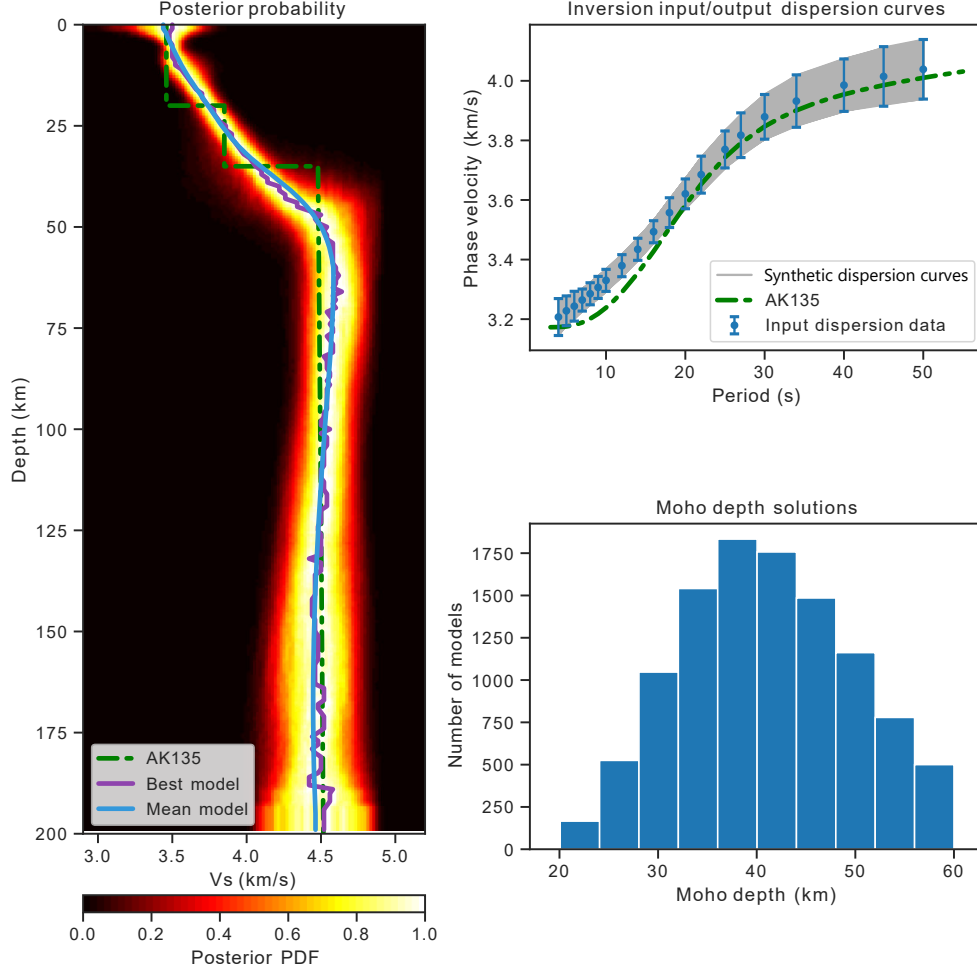 Posterior probability
0
25
50
75
100
125
150
175
200
Depth (km)
AK135
Best model
Mean model
3.0 3.5 4.0 4.5 5.0
Vs (km/s)
0.0 0.2 0.4 0.6 0.8 1.0
Posterior PDF
Inversion input/output dispersion curves
4.0
3.8
3.6
3.4
3.2
Phase velocity (km/s)
Synthetic dispersion curves
AK135
Input dispersion data
10 20 30 40 50
Period (s)
Moho depth solutions
1750
1500
1250
1000
750
500
250
0
Number of models
20 30 40 50 60
Moho depth (km)